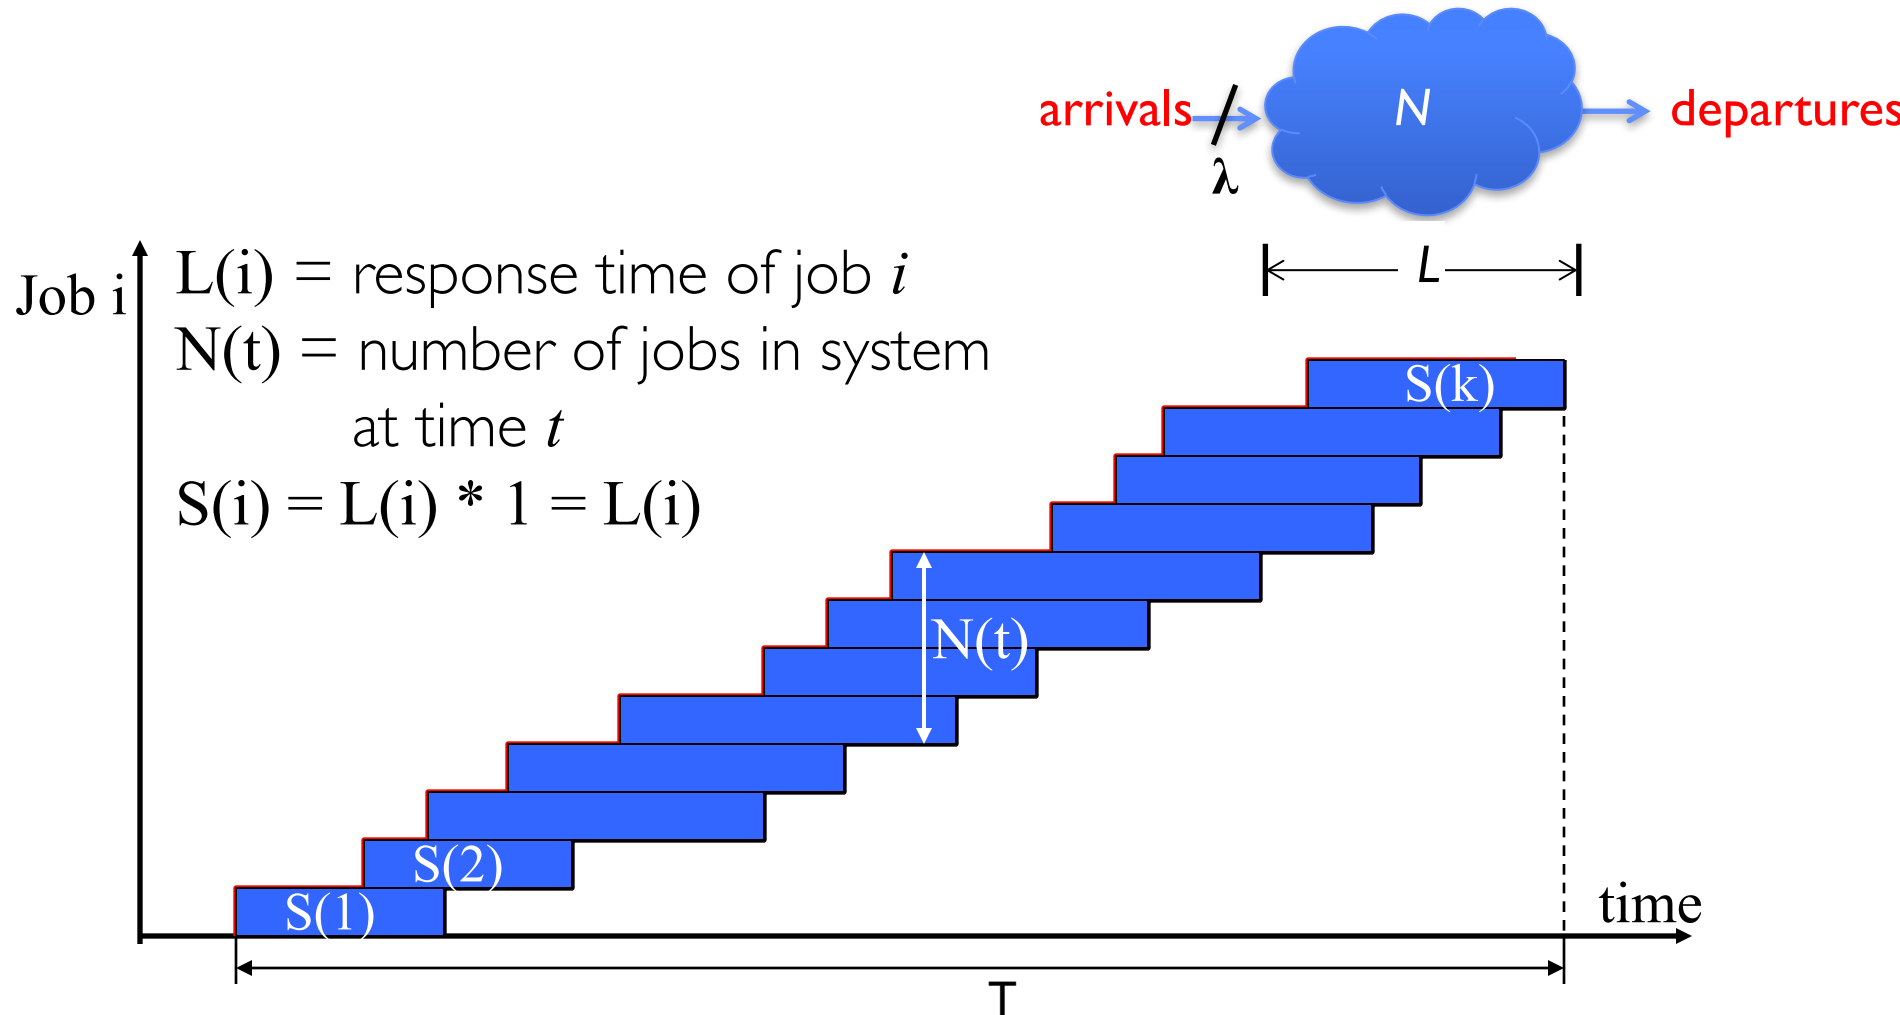 arrivals
N
departures
λ
L
Job i
L(i) = response time of job i
N(t) = number of jobs in system
at time t
S(i) = L(i) * 1 = L(i)
S(k)
N(t)
S(2)
S(1)
time
T